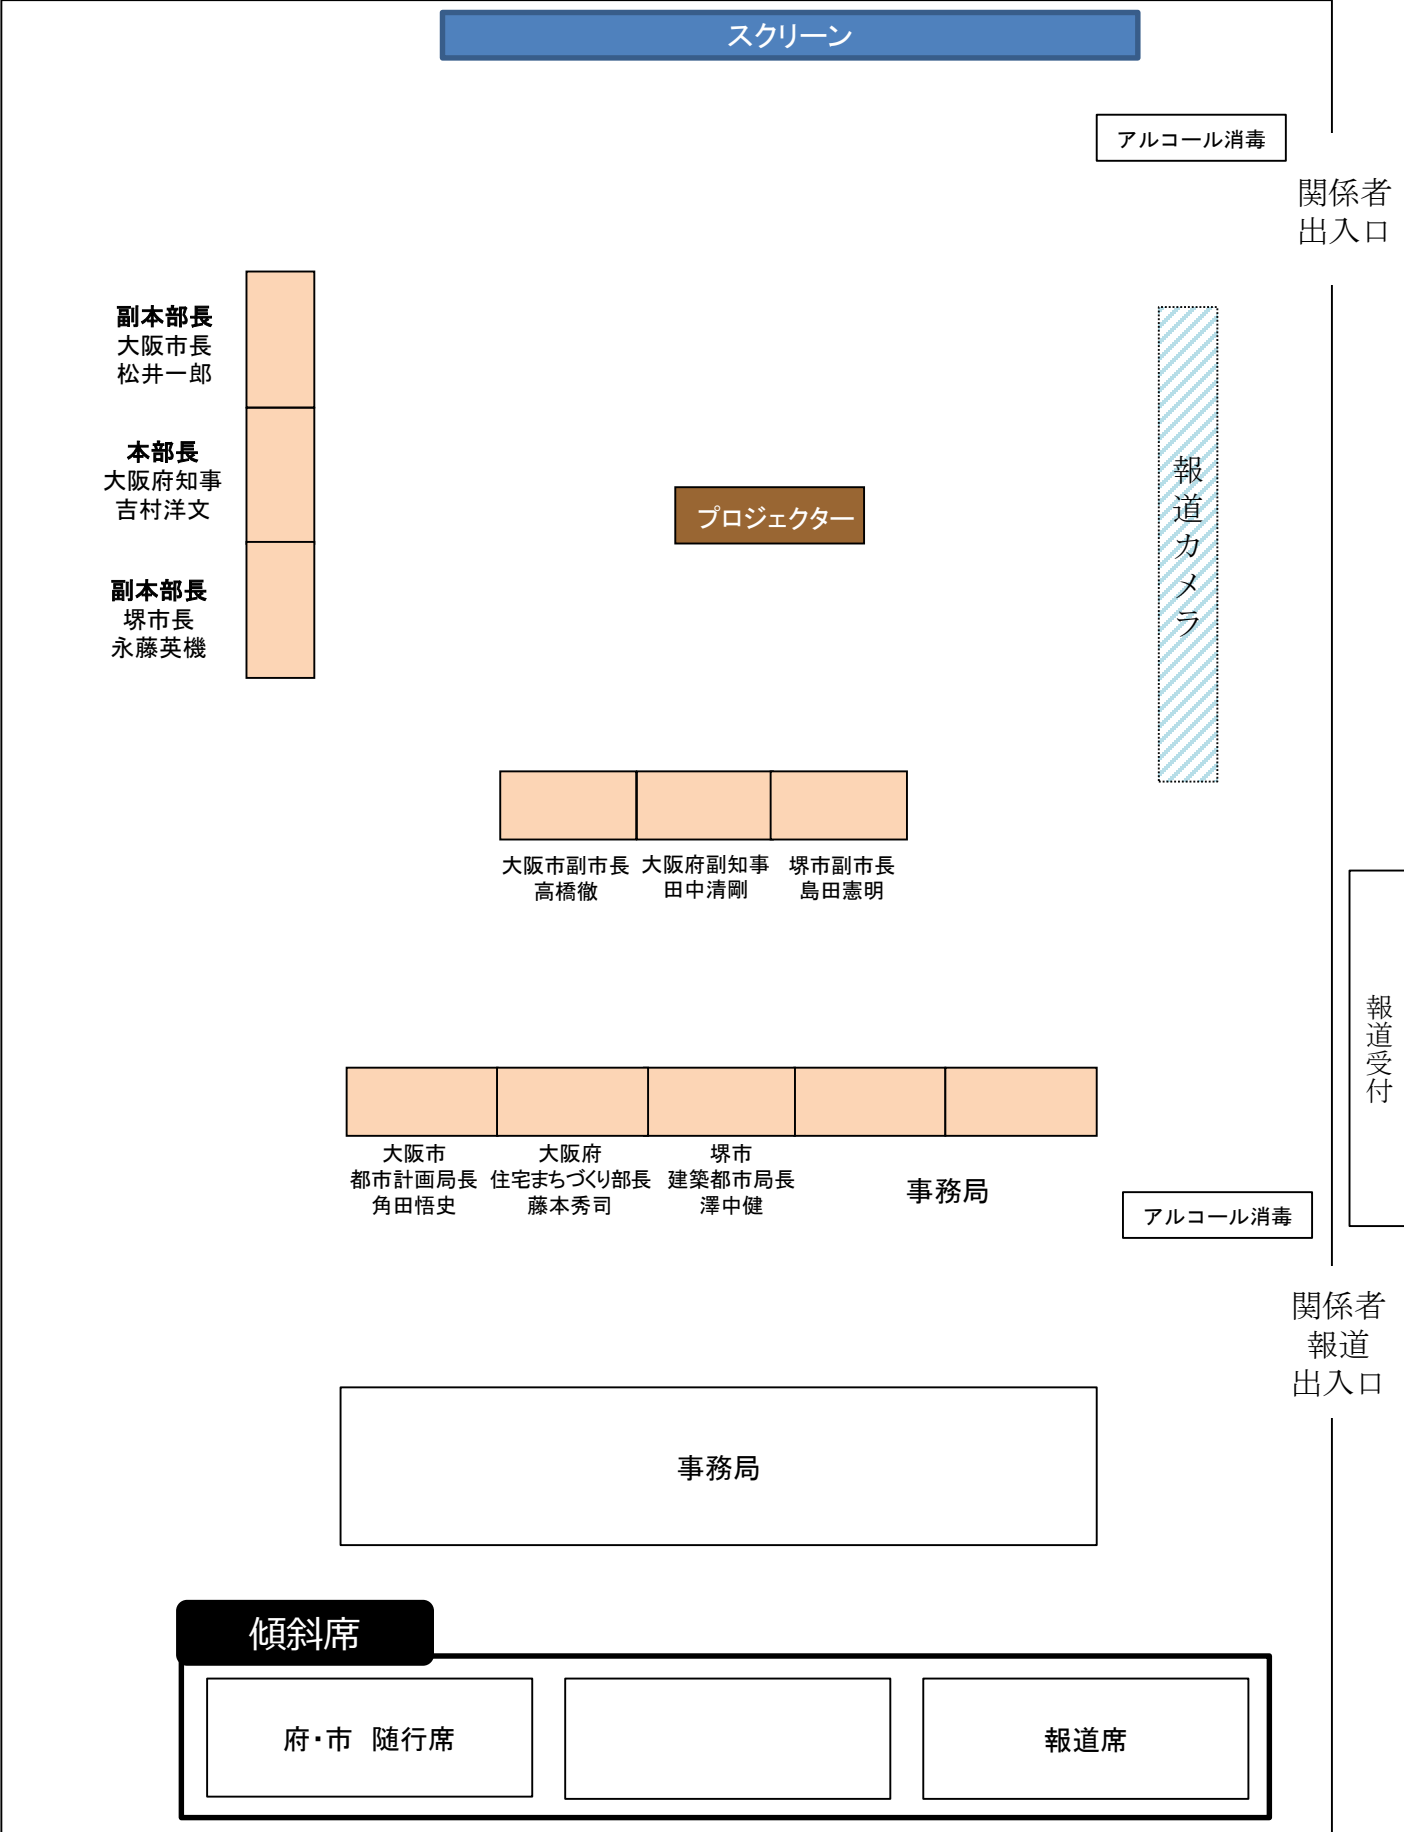 スクリーン
アルコール消毒
関係者
出入口
副本部長
大阪市長
松井一郎
本部長
大阪府知事
吉村洋文
副本部長
堺市長
永藤英機
プロジェクター
報道カメラ
大阪市副市長
高橋徹
大阪府副知事
田中清剛
堺市副市長
島田憲明
報道受付
大阪市
都市計画局長
角田悟史
大阪府
住宅まちづくり部長
藤本秀司
堺市
建築都市局長
澤中健
事務局
アルコール消毒
関係者
報道
出入口
事務局
傾斜席
府・市　随行席
報道席